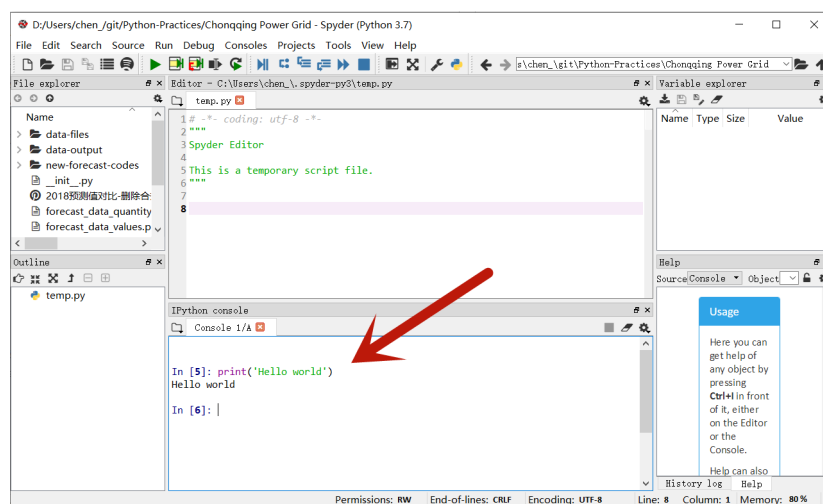 D:/Users/chen_/git/Python-Practices/Chonqqing Power Grid - Spyder (Python 3.7)
File Edit Search Source Run Debug Consoles Projects Tools View Help
s\chen_\git\Python-Practices\Chonqqing Power Grid
File explorer
Name
data-files
data-output
new-forecast-codes
__init__.py
2018预测值对比-删除合
forecast_data_quantity
forecast_data_values.p
Outline
temp.py
Editor - C:\Users\chen_\.spyder-py3\temp.py
temp.py
1 # -*- coding: utf-8 -*-
2 """
3 Spyder Editor
4
5 This is a temporary script file.
6 """
7
8
IPython console
Console 1/A
In [5]: print('Hello world')
Hello world
In [6]:
Variable explorer
Name Type Size Value
Help
Source Console Object
Usage
Here you can
get help of
any object by
pressing
Ctrl+I in front
of it, either
on the Editor
or the
Console.
Help can also
History log Help
Permissions: RW End-of-lines: CRLF Encoding: UTF-8 Line: 8 Column: 1 Memory: 80%